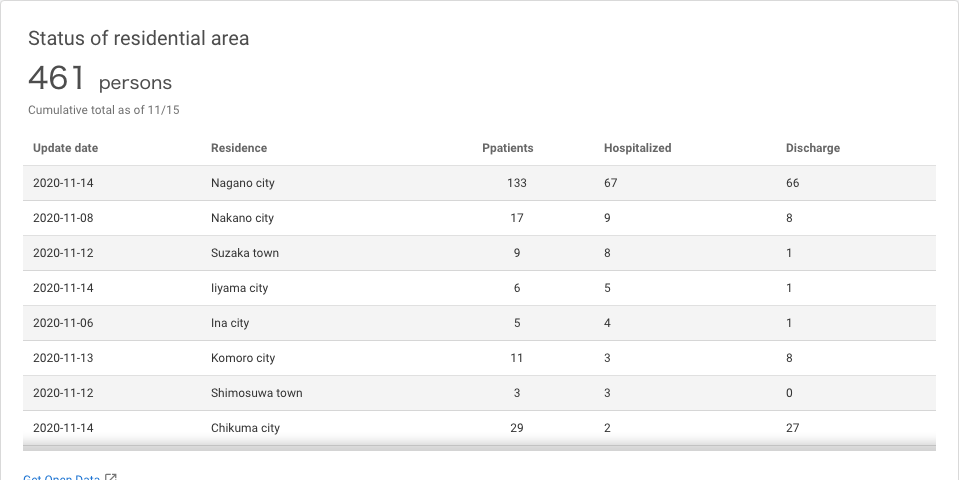 Status of residential area
461 persons
Cumulative total as of 11/15
Update date Residence Ppatients Hospitalized Discharge
2020-11-14 Nagano city 133 67 66
2020-11-08 Nakano city 17 9 8
2020-11-12 Suzaka town 9 8 1
2020-11-14 Iiyama city 6 5 1
2020-11-06 Ina city 5 4 1
2020-11-13 Komoro city 11 3 8
2020-11-12 Shimosuwa town 3 3 0
2020-11-14 Chikuma city 29 2 27
Get Open Data